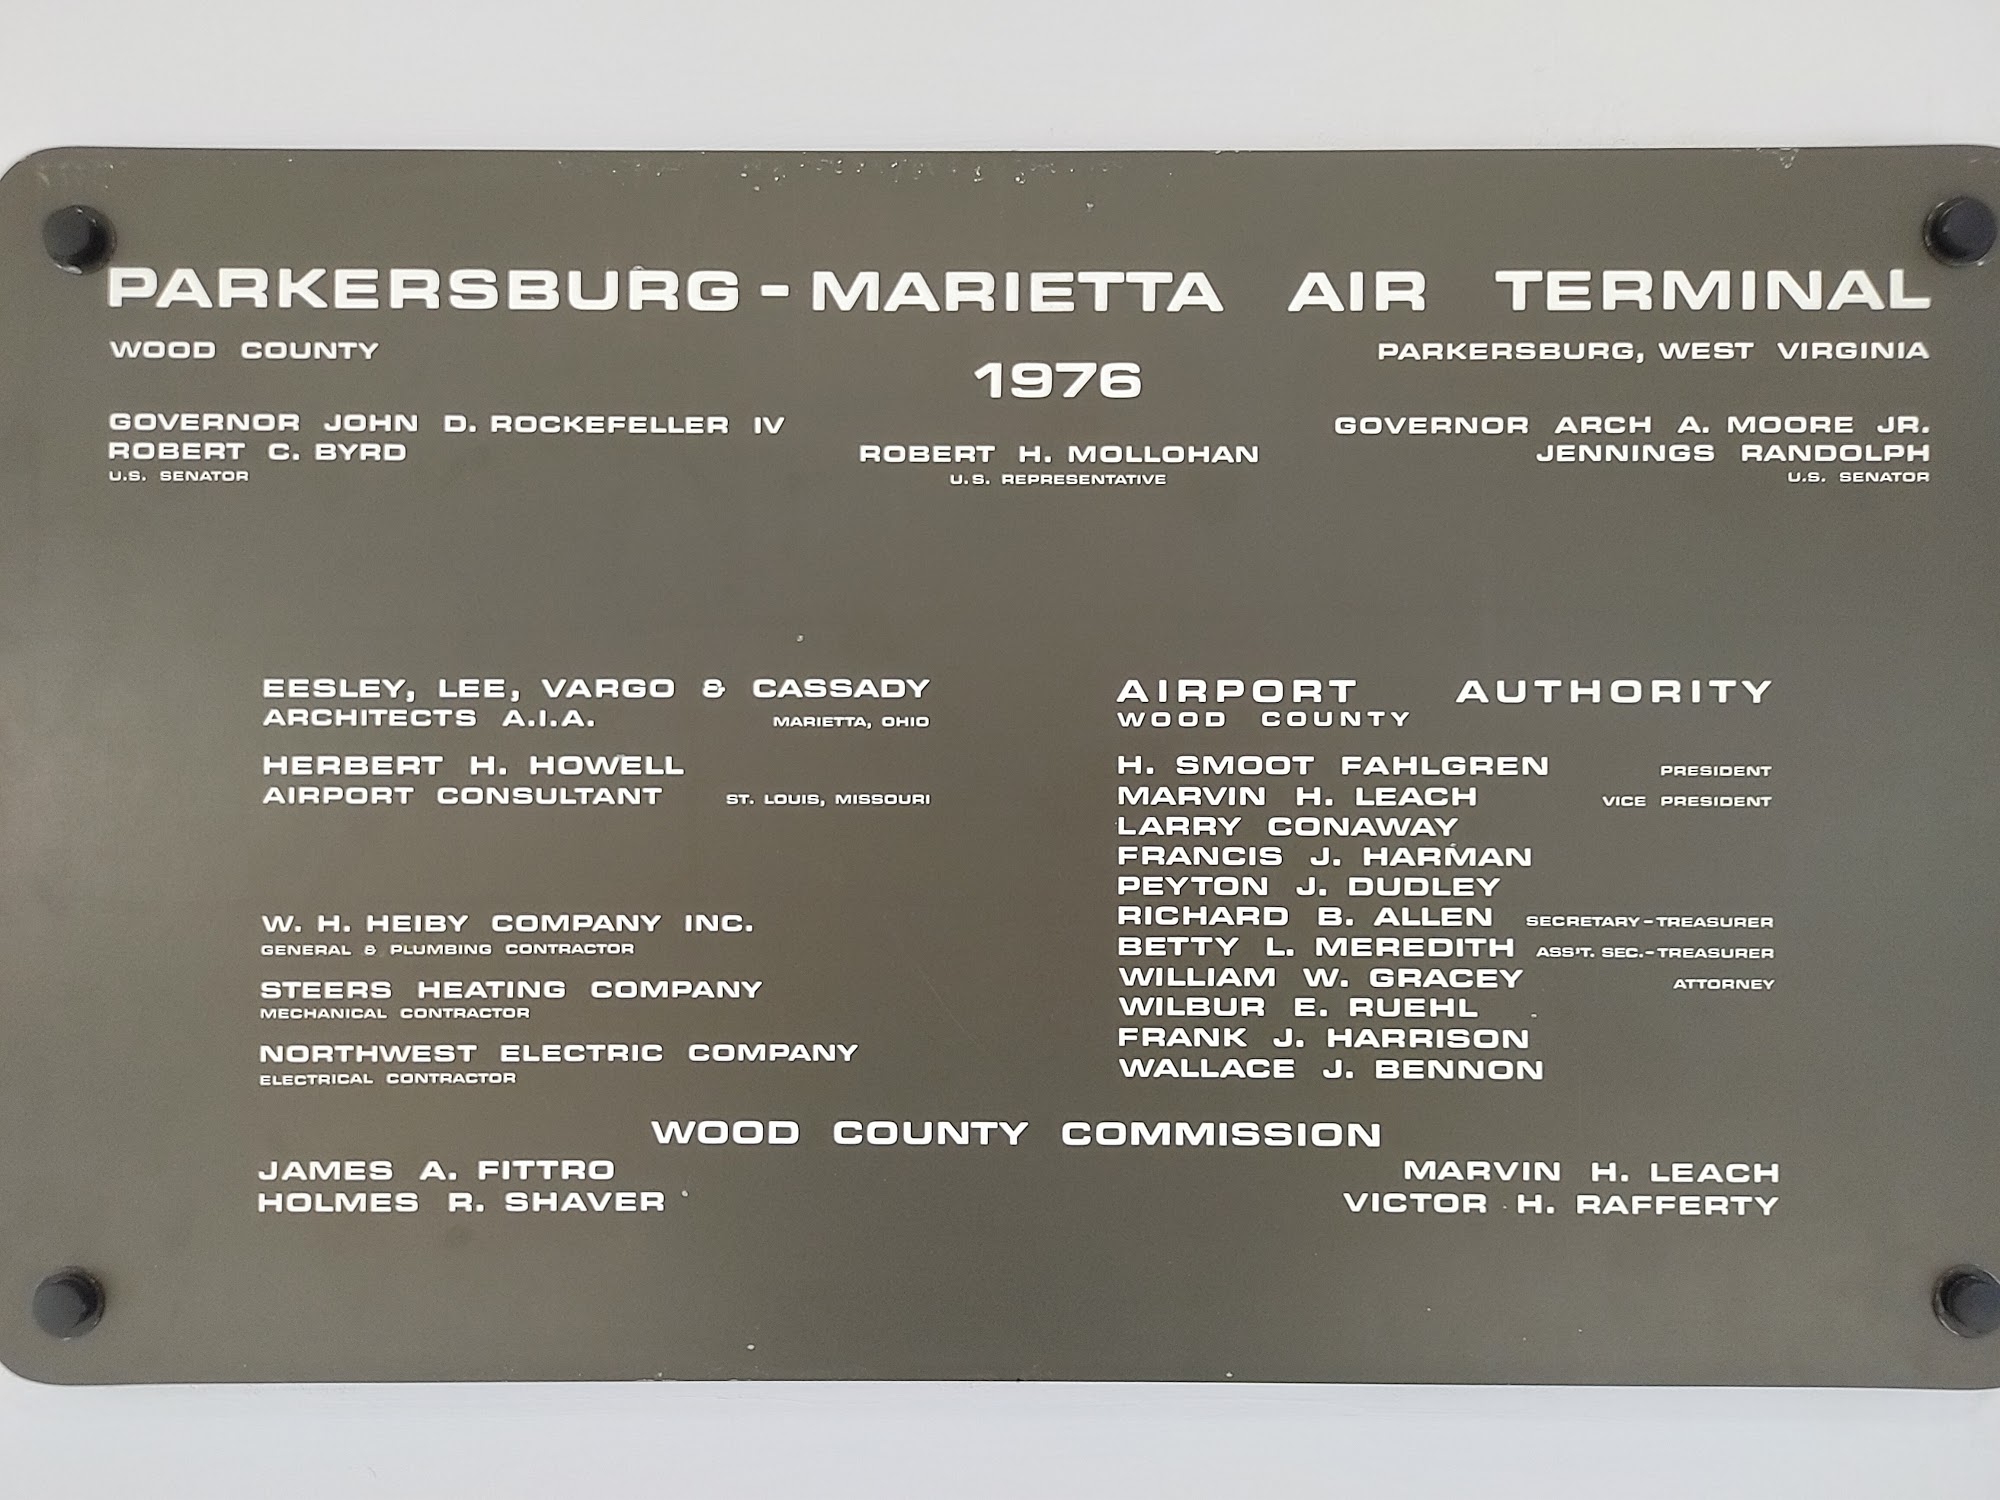 PARKERSBURG - MARIETTA AIR TERMINAL
WOOD COUNTY
PARKERSBURG, WEST VIRGINIA
1976
GOVERNOR JOHN D. ROCKEFELLER IV
ROBERT C. BYRD
U.S. SENATOR
ROBERT H. MOLLOHAN
U.S. REPRESENTATIVE
GOVERNOR ARCH A. MOORE JR.
JENNINGS RANDOLPH
U.S. SENATOR
EESLEY, LEE, VARGO & CASSADY
ARCHITECTS A.I.A. MARIETTA, OHIO
HERBERT H. HOWELL
AIRPORT CONSULTANT ST. LOUIS, MISSOURI
W. H. HEIBY COMPANY INC.
GENERAL & PLUMBING CONTRACTOR
STEERS HEATING COMPANY
MECHANICAL CONTRACTOR
NORTHWEST ELECTRIC COMPANY
ELECTRICAL CONTRACTOR
AIRPORT AUTHORITY
WOOD COUNTY
H. SMOOT FAHLGREN PRESIDENT
MARVIN H. LEACH VICE PRESIDENT
LARRY CONAWAY
FRANCIS J. HARMAN
PEYTON J. DUDLEY
RICHARD B. ALLEN SECRETARY-TREASURER
BETTY L. MEREDITH ASS'T. SEC.-TREASURER
WILLIAM W. GRACEY ATTORNEY
WILBUR E. RUEHL
FRANK J. HARRISON
WALLACE J. BENNON
WOOD COUNTY COMMISSION
JAMES A. FITTRO
HOLMES R. SHAVER
MARVIN H. LEACH
VICTOR H. RAFFERTY